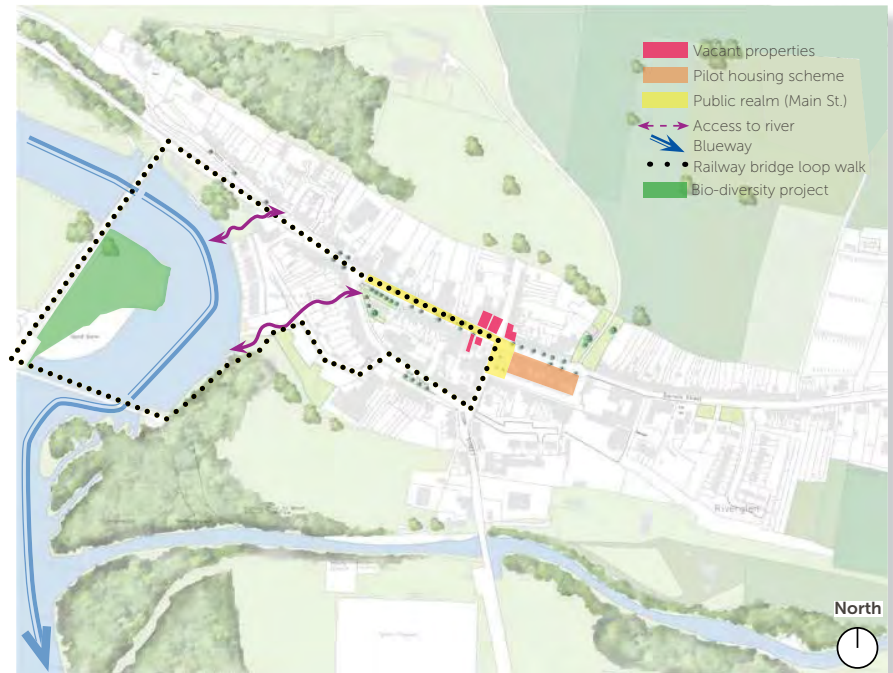 Vacant properties
Pilot housing scheme
Public realm (Main St.)
Access to river
Blueway
Railway bridge loop walk
Bio-diversity project
Riverglen
North